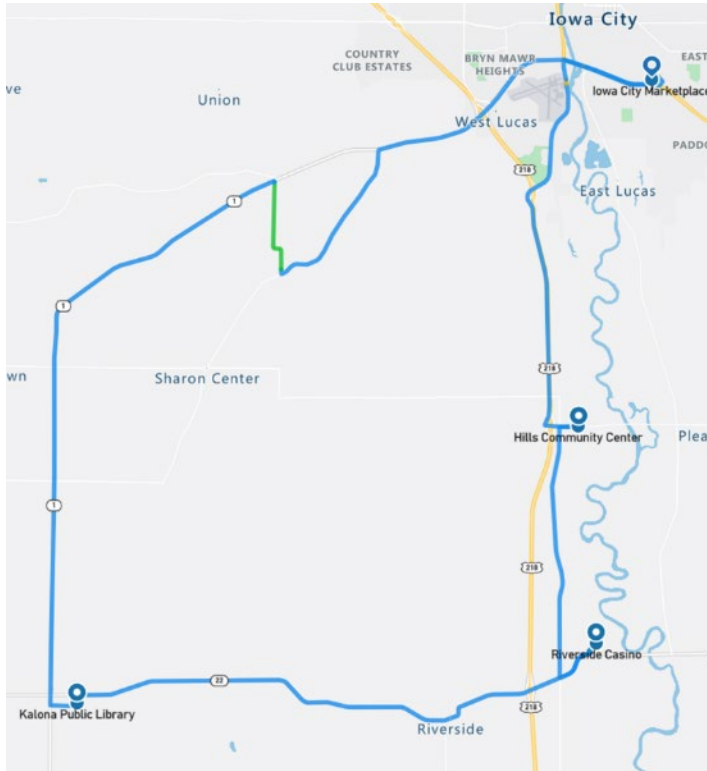 Iowa City
COUNTRY
CLUB ESTATES
BRYN MAWR
HEIGHTS
EAST
Iowa City Marketplace
ve
Union
West Lucas
PADDO
218
East Lucas
1
1
218
wn
Sharon Center
Hills Community Center
Plea
1
218
Riverside Casino
22
Kalona Public Library
218
Riverside